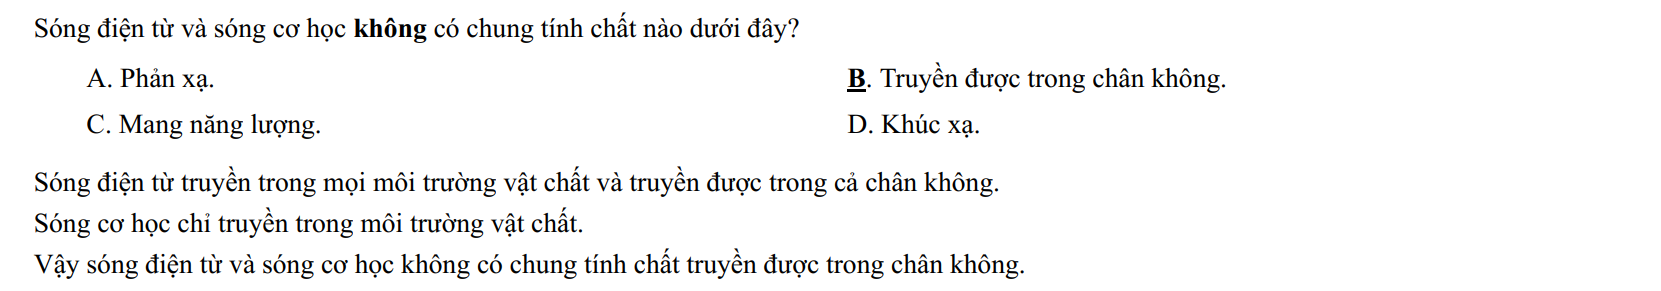 Sóng điện từ và sóng cơ học không có chung tính chất nào dưới đây?
A. Phản xạ. B. Truyền được trong chân không.
C. Mang năng lượng. D. Khúc xạ.
Sóng điện từ truyền trong mọi môi trường vật chất và truyền được trong cả chân không.
Sóng cơ học chỉ truyền trong môi trường vật chất.
Vậy sóng điện từ và sóng cơ học không có chung tính chất truyền được trong chân không.